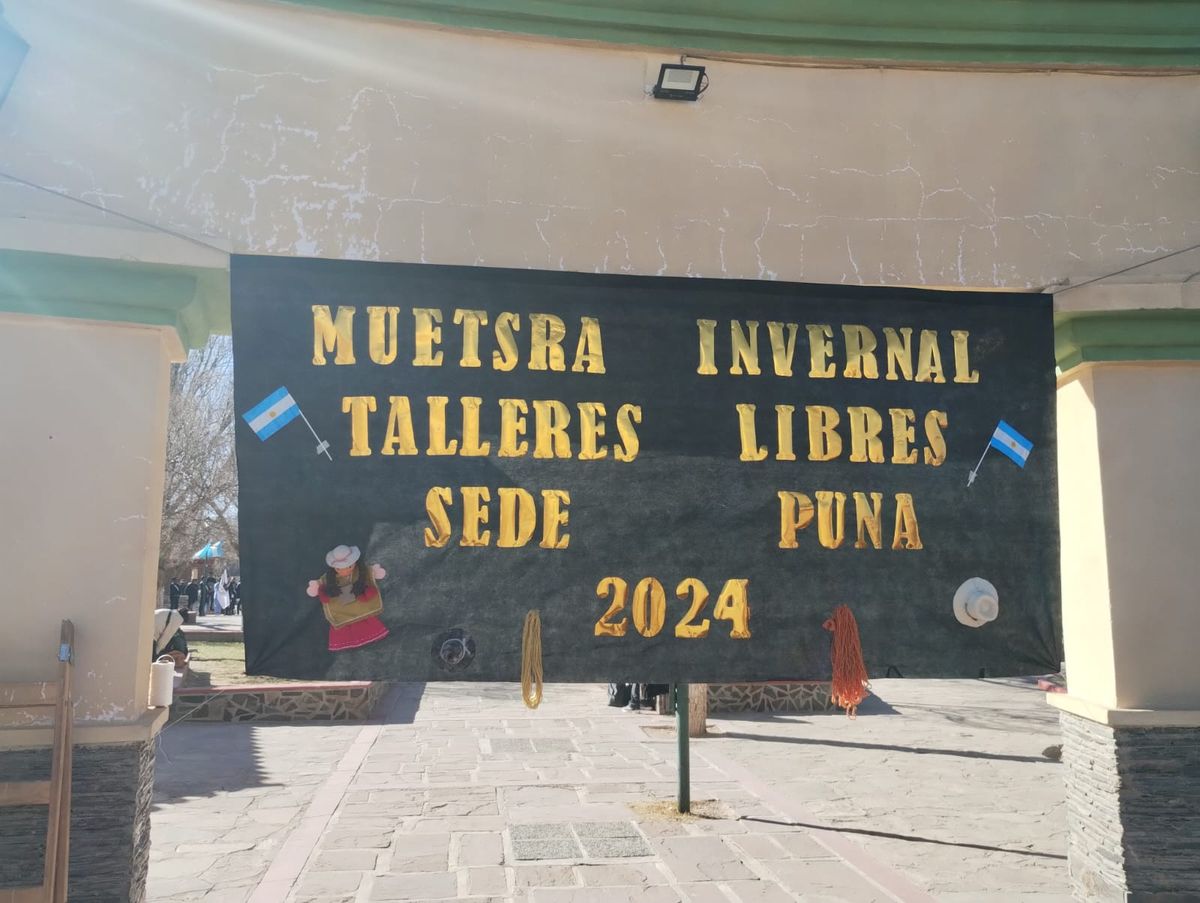 MUETSRA INVERNAL
TALLERES LIBRES
SEDE PUNA
2024